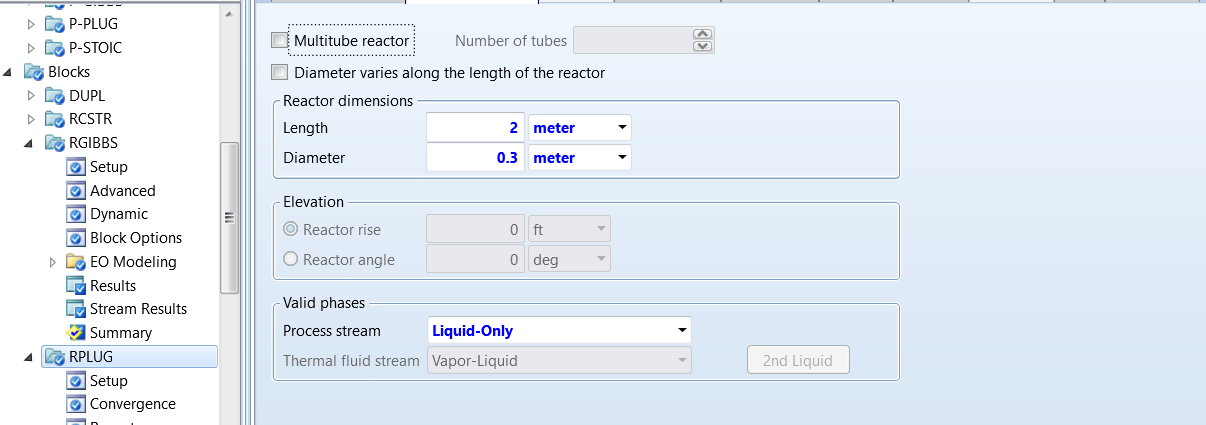 P-PLUG
P-STOIC
Blocks
DUPL
RCSTR
RGIBBS
Setup
Advanced
Dynamic
Block Options
EO Modeling
Results
Stream Results
Summary
RPLUG
Setup
Convergence
Multitube reactor Number of tubes
Diameter varies along the length of the reactor
Reactor dimensions
Length 2 meter
Diameter 0.3 meter
Elevation
Reactor rise 0 ft
Reactor angle 0 deg
Valid phases
Process stream Liquid-Only
Thermal fluid stream Vapor-Liquid 2nd Liquid